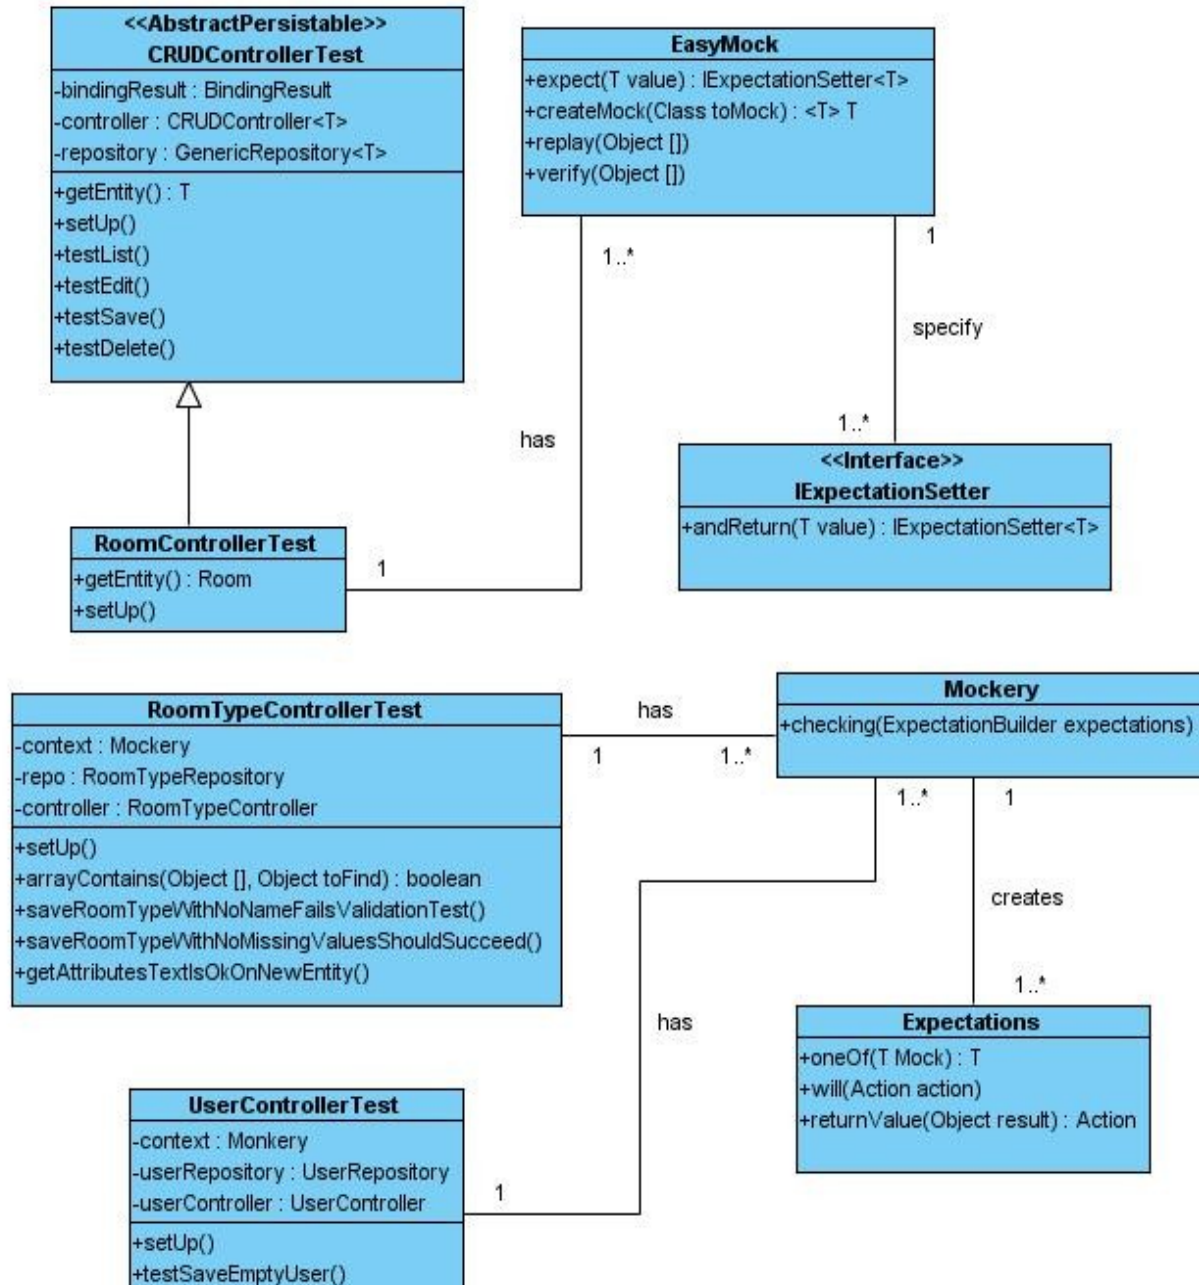 <<AbstractPersistable>>
CRUDControllerTest
-bindingResult : BindingResult
-controller : CRUDController<T>
-repository : GenericRepository<T>
+getEntity() : T
+setUp()
+testList()
+testEdit()
+testSave()
+testDelete()
EasyMock
+expect(T value) : IExpectationSetter<T>
+createMock(Class toMock) : <T> T
+replay(Object [])
+verify(Object [])
1..*
1
specify
1..*
has
<<Interface>>
IExpectationSetter
+andReturn(T value) : IExpectationSetter<T>
RoomControllerTest
+getEntity() : Room
+setUp()
1
RoomTypeControllerTest
-context : Mockery
-repo : RoomTypeRepository
-controller : RoomTypeController
+setUp()
+arrayContains(Object [], Object toFind) : boolean
+saveRoomTypeWithNoNameFailsValidationTest()
+saveRoomTypeWithNoMissingValuesShouldSucceed()
+getAttributesTextIsOkOnNewEntity()
has
1
1..*
Mockery
+checking(ExpectationBuilder expectations)
1..*
1
creates
1..*
has
Expectations
+oneOf(T Mock) : T
+will(Action action)
+returnValue(Object result) : Action
UserControllerTest
-context : Monkery
-userRepository : UserRepository
-userController : UserController
+setUp()
+testSaveEmptyUser()
1